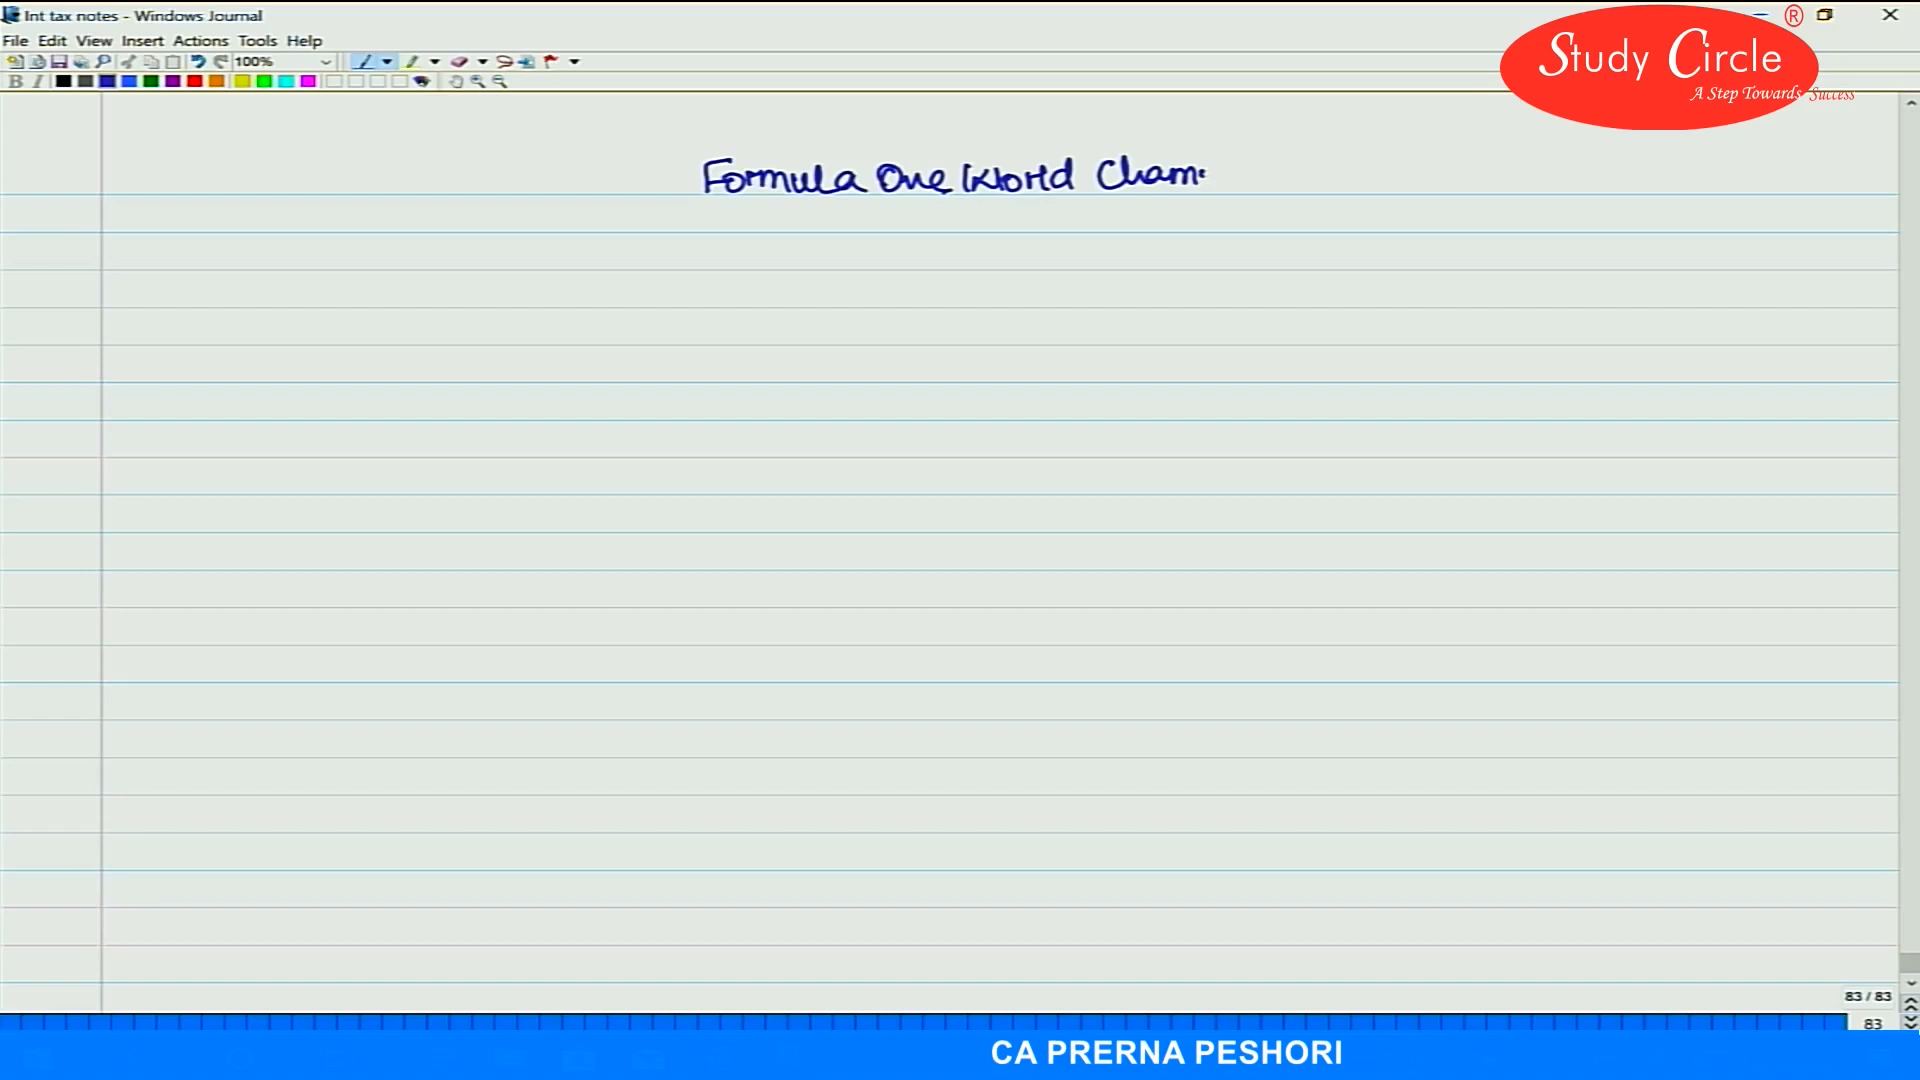 Int tax notes - Windows Journal
File Edit View Insert Actions Tools Help
100%
B I
Study Circle ®
A Step Towards Success
Formula One World Cham
83 / 83
83
CA PRERNA PESHORI